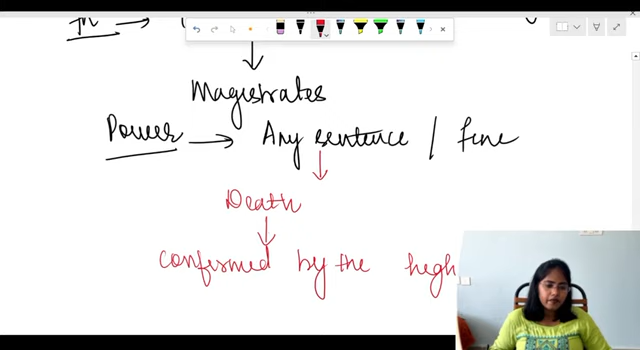 Magistrates
Power → Any sentence / fine
Death
confirmed by the high